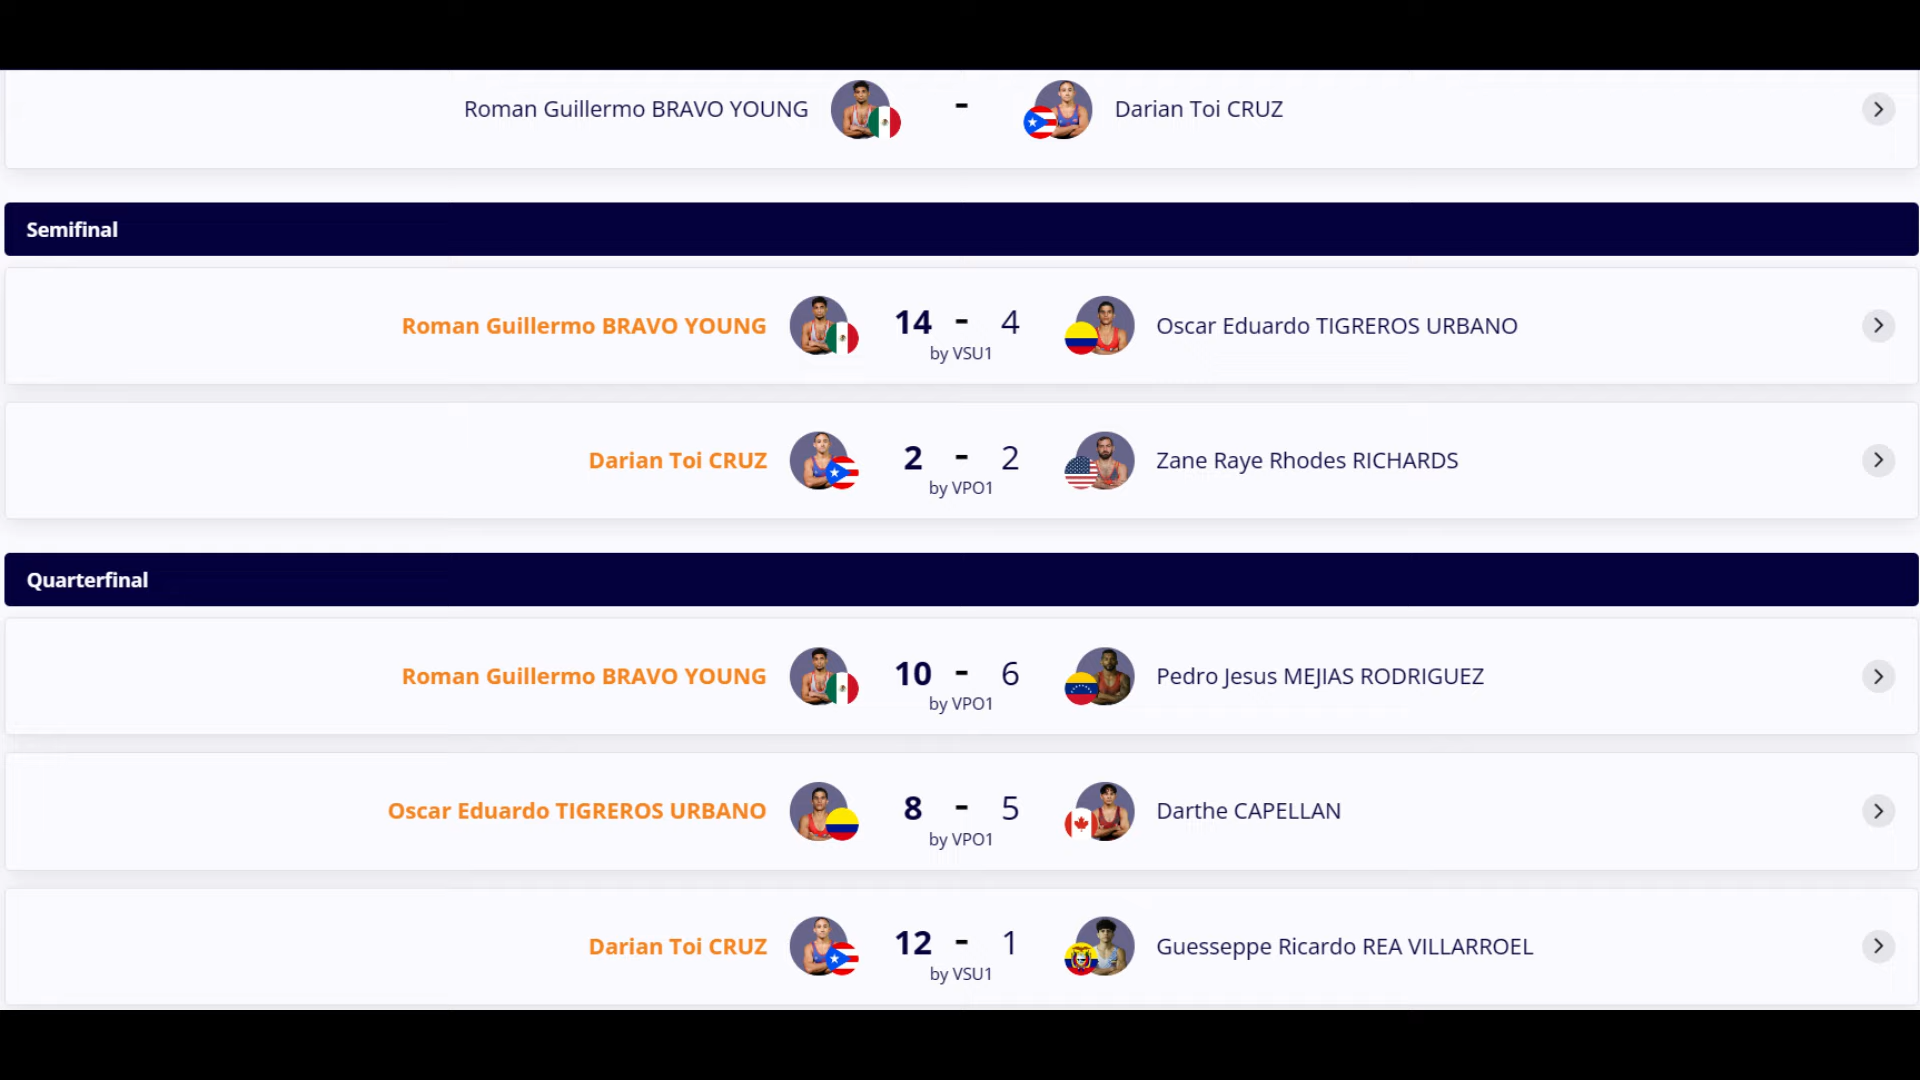 Roman Guillermo BRAVO YOUNG - Darian Toi CRUZ
Semifinal
Roman Guillermo BRAVO YOUNG 14 - 4 Oscar Eduardo TIGREROS URBANO
by VSU1
Darian Toi CRUZ 2 - 2 Zane Raye Rhodes RICHARDS
by VPO1
Quarterfinal
Roman Guillermo BRAVO YOUNG 10 - 6 Pedro Jesus MEJIAS RODRIGUEZ
by VPO1
Oscar Eduardo TIGREROS URBANO 8 - 5 Darthe CAPELLAN
by VPO1
Darian Toi CRUZ 12 - 1 Guesseppe Ricardo REA VILLARROEL
by VSU1